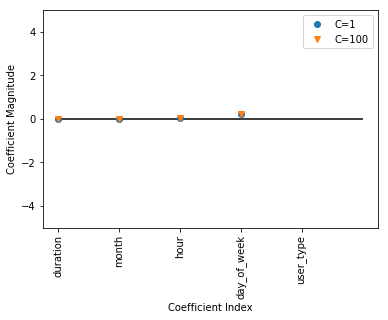 C=1
C=100
4
2
0
−2
−4
Coefficient Magnitude
duration
month
hour
day_of_week
user_type
Coefficient Index